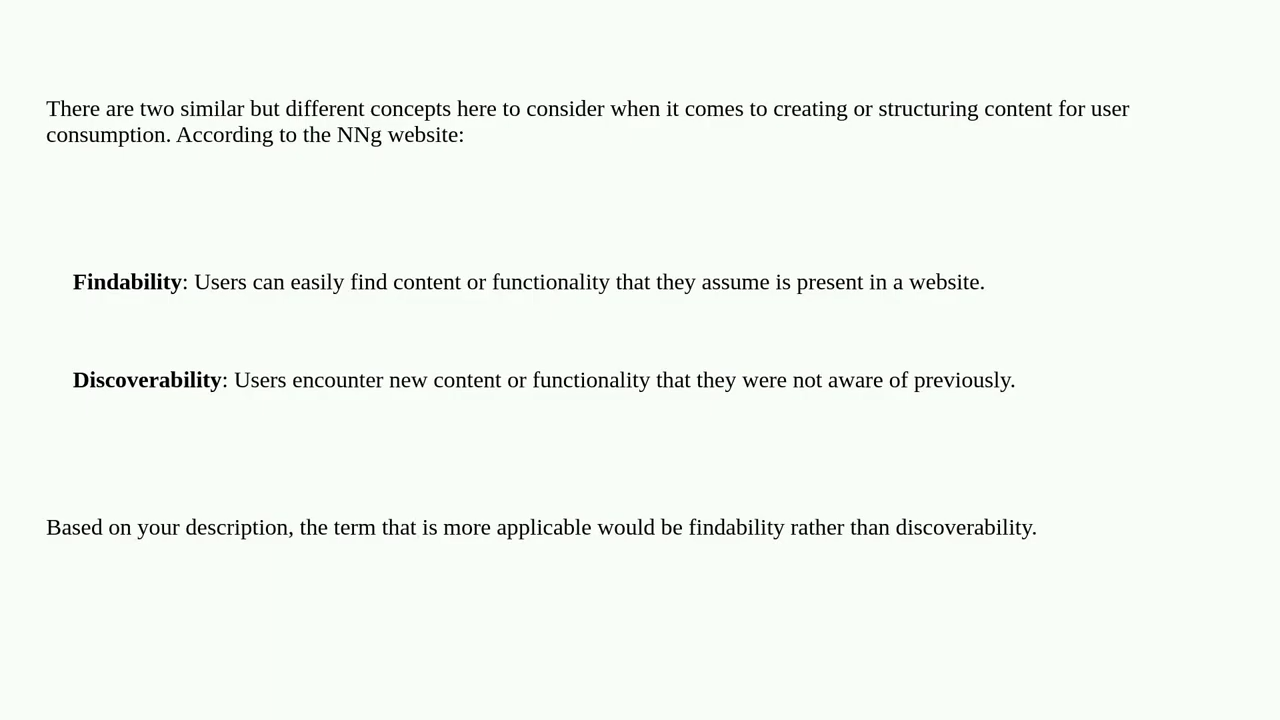 There are two similar but different concepts here to consider when it comes to creating or structuring content for user
consumption. According to the NNg website:
Findability: Users can easily find content or functionality that they assume is present in a website.
Discoverability: Users encounter new content or functionality that they were not aware of previously.
Based on your description, the term that is more applicable would be findability rather than discoverability.